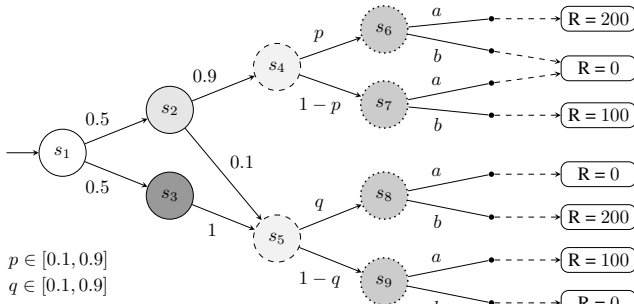 s₁
0.5
0.5
s₂
s₃
0.9
0.1
1
s₄
s₅
p
1 − p
q
1 − q
s₆
s₇
s₈
s₉
a
b
a
b
a
b
a
b
R = 200
R = 0
R = 100
R = 0
R = 200
R = 100
R = 0
p ∈ [0.1, 0.9]
q ∈ [0.1, 0.9]